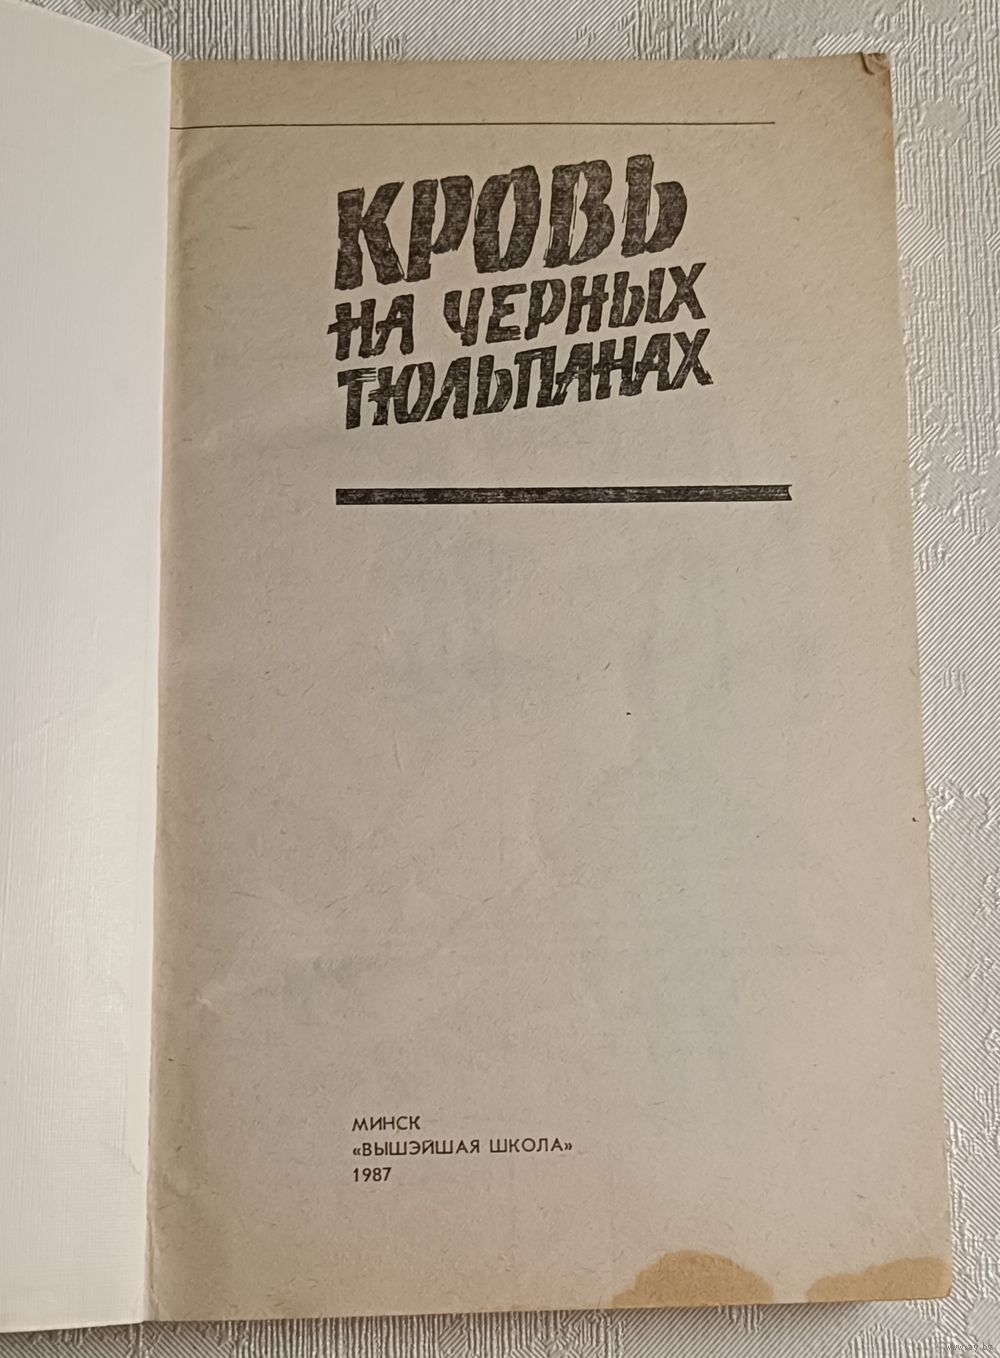 КРОВЬ
НА ЧЕРНЫХ
ТЮЛЬПАНАХ
МИНСК
«ВЫШЭЙШАЯ ШКОЛА»
1987